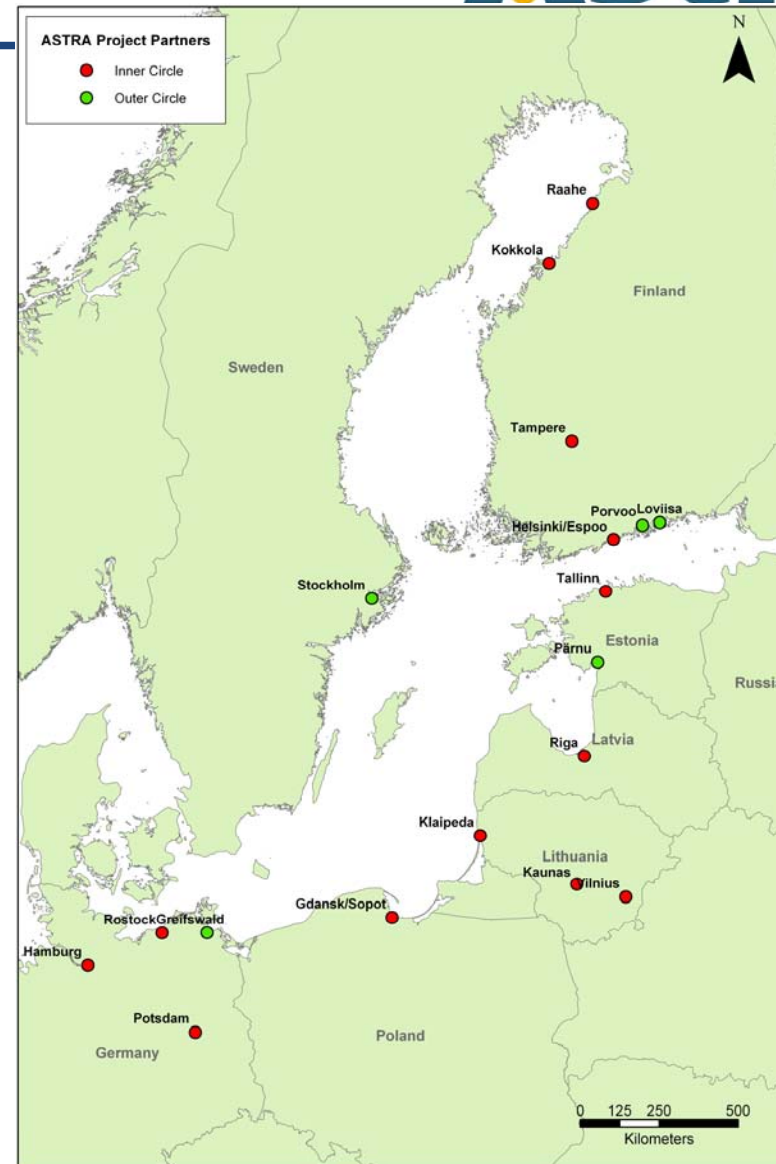 N
ASTRA Project Partners
Inner Circle
Outer Circle
Raahe
Kokkola
Finland
Sweden
Tampere
Porvoo Loviisa
Helsinki/Espoo
Stockholm
Tallinn
Estonia
Pärnu
Russia
Riga
Latvia
Klaipeda
Lithuania
Kaunas
Vilnius
Gdansk/Sopot
Rostock Greifswald
Hamburg
Potsdam
Poland
Germany
0 125 250 500
Kilometers